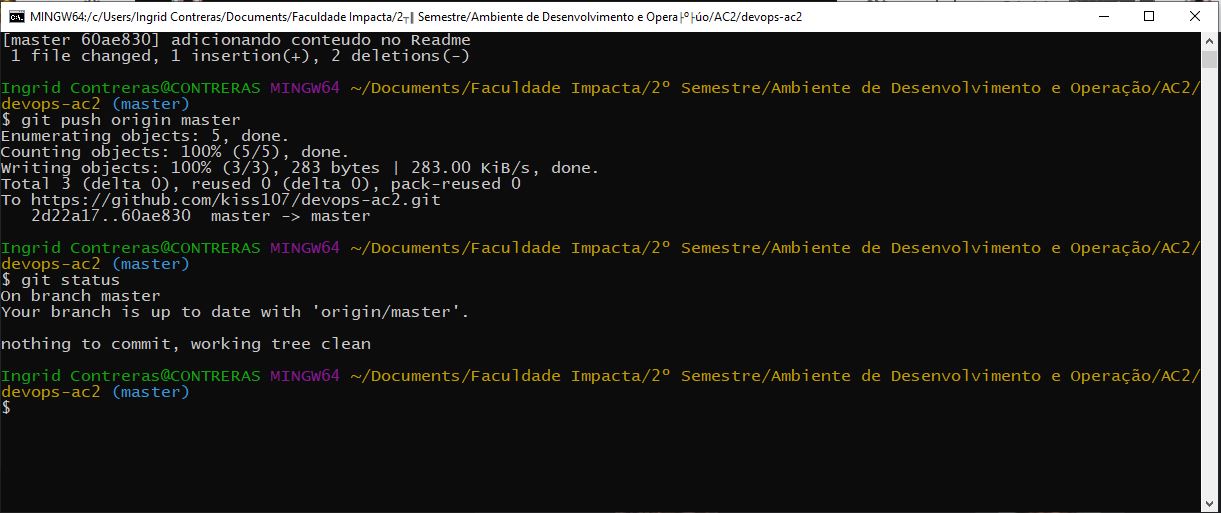 MINGW64:/c/Users/Ingrid Contreras/Documents/Faculdade Impacta/2┬║ Semestre/Ambiente de Desenvolvimento e Opera├º├úo/AC2/devops-ac2
[master 60ae830] adicionando conteudo no Readme
 1 file changed, 1 insertion(+), 2 deletions(-)
Ingrid Contreras@CONTRERAS MINGW64 ~/Documents/Faculdade Impacta/2º Semestre/Ambiente de Desenvolvimento e Operação/AC2/
devops-ac2 (master)
$ git push origin master
Enumerating objects: 5, done.
Counting objects: 100% (5/5), done.
Writing objects: 100% (3/3), 283 bytes | 283.00 KiB/s, done.
Total 3 (delta 0), reused 0 (delta 0), pack-reused 0
To https://github.com/kiss107/devops-ac2.git
   2d22a17..60ae830  master -> master
Ingrid Contreras@CONTRERAS MINGW64 ~/Documents/Faculdade Impacta/2º Semestre/Ambiente de Desenvolvimento e Operação/AC2/
devops-ac2 (master)
$ git status
On branch master
Your branch is up to date with 'origin/master'.
nothing to commit, working tree clean
Ingrid Contreras@CONTRERAS MINGW64 ~/Documents/Faculdade Impacta/2º Semestre/Ambiente de Desenvolvimento e Operação/AC2/
devops-ac2 (master)
$